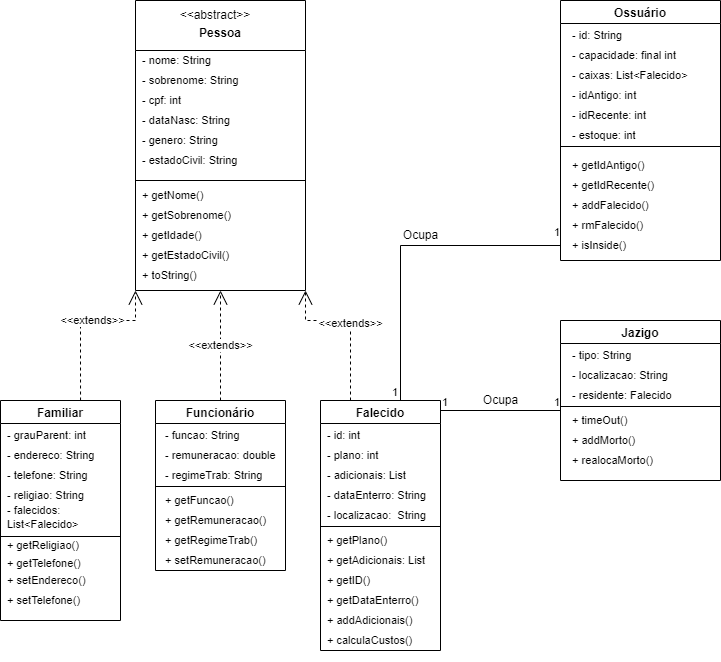 <<abstract>>
Pessoa
- nome: String
- sobrenome: String
- cpf: int
- dataNasc: String
- genero: String
- estadoCivil: String
+ getNome()
+ getSobrenome()
+ getIdade()
+ getEstadoCivil()
+ toString()
Ossuário
- id: String
- capacidade: final int
- caixas: List<Falecido>
- idAntigo: int
- idRecente: int
- estoque: int
+ getIdAntigo()
+ getIdRecente()
+ addFalecido()
+ rmFalecido()
+ isInside()
Ocupa
1
1
<<extends>>
<<extends>>
<<extends>>
Jazigo
- tipo: String
- localizacao: String
- residente: Falecido
+ timeOut()
+ addMorto()
+ realocaMorto()
1
Ocupa
1
Familiar
- grauParent: int
- endereco: String
- telefone: String
- religiao: String
- falecidos:
List<Falecido>
+ getReligiao()
+ getTelefone()
+ setEndereco()
+ setTelefone()
Funcionário
- funcao: String
- remuneracao: double
- regimeTrab: String
+ getFuncao()
+ getRemuneracao()
+ getRegimeTrab()
+ setRemuneracao()
Falecido
- id: int
- plano: int
- adicionais: List
- dataEnterro: String
- localizacao:  String
+ getPlano()
+ getAdicionais: List
+ getID()
+ getDataEnterro()
+ addAdicionais()
+ calculaCustos()